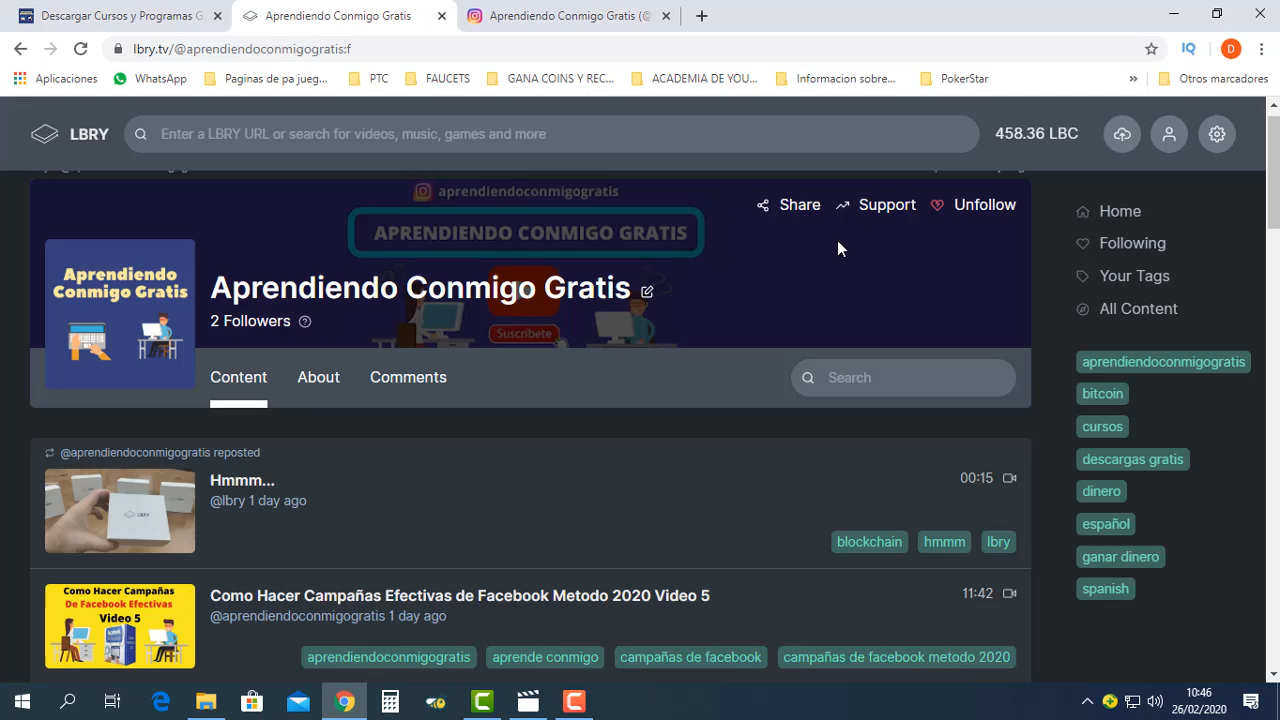 Descargar Cursos y Programas G
Aprendiendo Conmigo Gratis
Aprendiendo Conmigo Gratis (@
lbry.tv/@aprendiendoconmigogratis:f
IQ
D
Aplicaciones
WhatsApp
Paginas de pa jueg...
PTC
FAUCETS
GANA COINS Y REC...
ACADEMIA DE YOU...
Informacion sobre...
PokerStar
»
Otros marcadores
LBRY
Enter a LBRY URL or search for videos, music, games and more
458.36 LBC
aprendiendoconmigogratis
Share
Support
Unfollow
APRENDIENDO CONMIGO GRATIS
Aprendiendo
Conmigo Gratis
Aprendiendo Conmigo Gratis
2 Followers
Suscríbete
Content
About
Comments
Search
Home
Following
Your Tags
All Content
aprendiendoconmigogratis
bitcoin
cursos
descargas gratis
dinero
español
ganar dinero
spanish
@aprendiendoconmigogratis reposted
LBRY
Hmmm...
@lbry 1 day ago
00:15
blockchain
hmmm
lbry
Como Hacer Campañas
De Facebook Efectivas
Video 5
Como Hacer Campañas Efectivas de Facebook Metodo 2020 Video 5
@aprendiendoconmigogratis 1 day ago
11:42
aprendiendoconmigogratis
aprende conmigo
campañas de facebook
campañas de facebook metodo 2020
10:46
26/02/2020